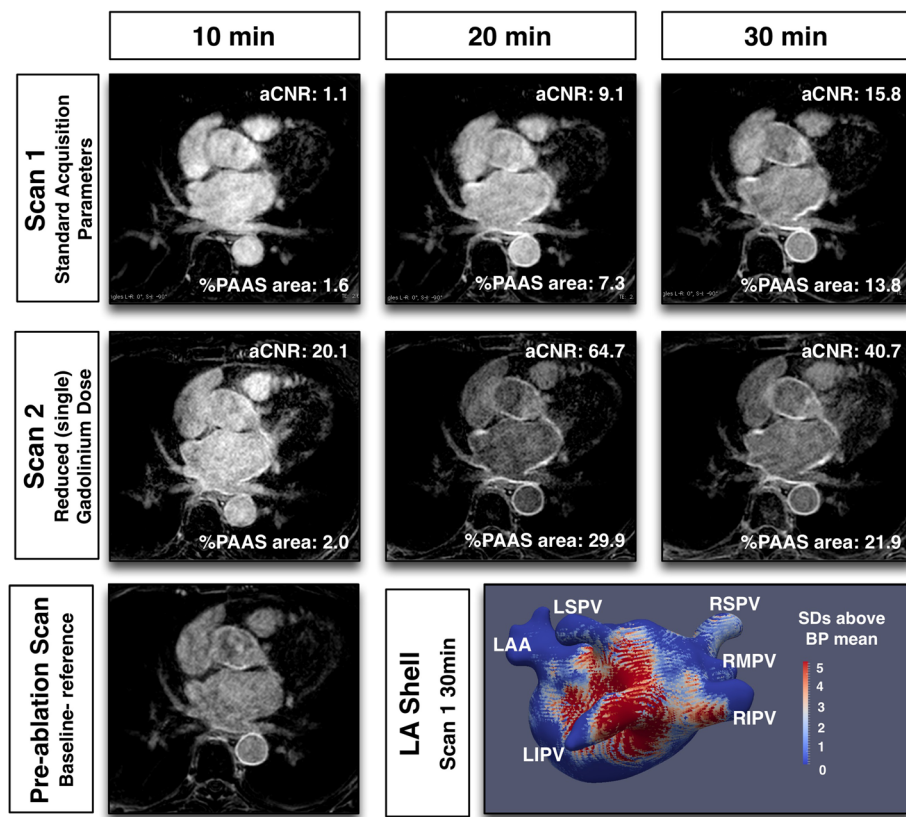 10 min
20 min
30 min
Scan 1
Standard Acquisition
Parameters
aCNR: 1.1
%PAAS area: 1.6
aCNR: 9.1
%PAAS area: 7.3
aCNR: 15.8
%PAAS area: 13.8
Scan 2
Reduced (single)
Gadolinium Dose
aCNR: 20.1
%PAAS area: 2.0
aCNR: 64.7
%PAAS area: 29.9
aCNR: 40.7
%PAAS area: 21.9
Pre-ablation Scan
Baseline- reference
LA Shell
Scan 1 30min
LSPV
RSPV
LAA
RMPV
RIPV
LIPV
SDs above
BP mean
5
4
3
2
1
0